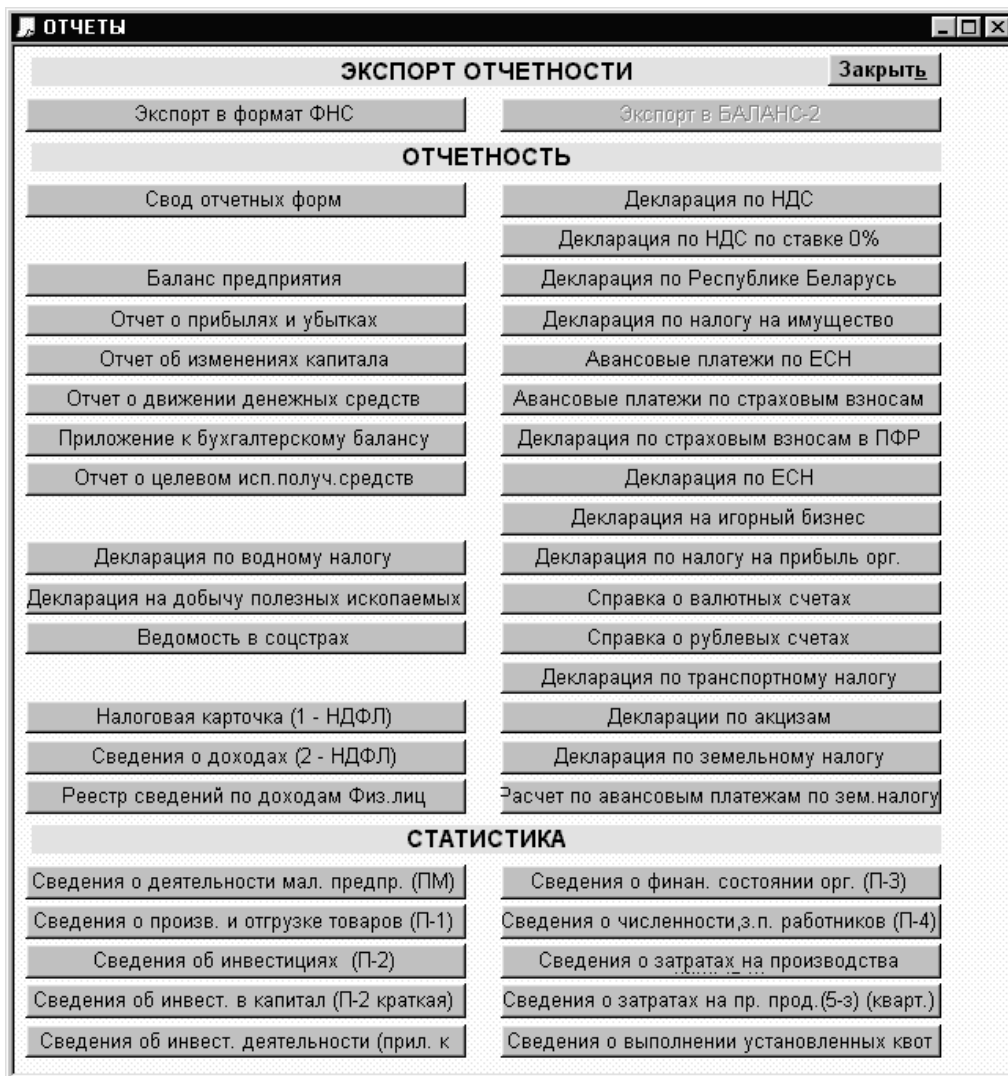 ОТЧЕТЫ
ЭКСПОРТ ОТЧЕТНОСТИ
Закрыть
Экспорт в формат ФНС
Экспорт в БАЛАНС-2
ОТЧЕТНОСТЬ
Свод отчетных форм
Декларация по НДС
Декларация по НДС по ставке 0%
Баланс предприятия
Декларация по Республике Беларусь
Отчет о прибылях и убытках
Декларация по налогу на имущество
Отчет об изменениях капитала
Авансовые платежи по ЕСН
Отчет о движении денежных средств
Авансовые платежи по страховым взносам
Приложение к бухгалтерскому балансу
Декларация по страховым взносам в ПФР
Отчет о целевом исп.получ.средств
Декларация по ЕСН
Декларация на игорный бизнес
Декларация по водному налогу
Декларация по налогу на прибыль орг.
Декларация на добычу полезных ископаемых
Справка о валютных счетах
Ведомость в соцстрах
Справка о рублевых счетах
Декларация по транспортному налогу
Налоговая карточка (1 - НДФЛ)
Декларации по акцизам
Сведения о доходах (2 - НДФЛ)
Декларация по земельному налогу
Реестр сведений по доходам Физ.лиц
Расчет по авансовым платежам по зем.налогу
СТАТИСТИКА
Сведения о деятельности мал. предпр. (ПМ)
Сведения о финан. состоянии орг. (П-3)
Сведения о произв. и отгрузке товаров (П-1)
Сведения о численности,з.п. работников (П-4)
Сведения об инвестициях (П-2)
Сведения о затратах на производства
Сведения об инвест. в капитал (П-2 краткая)
Сведения о затратах на пр. прод.(5-з) (кварт.)
Сведения об инвест. деятельности (прил. к
Сведения о выполнении установленных квот